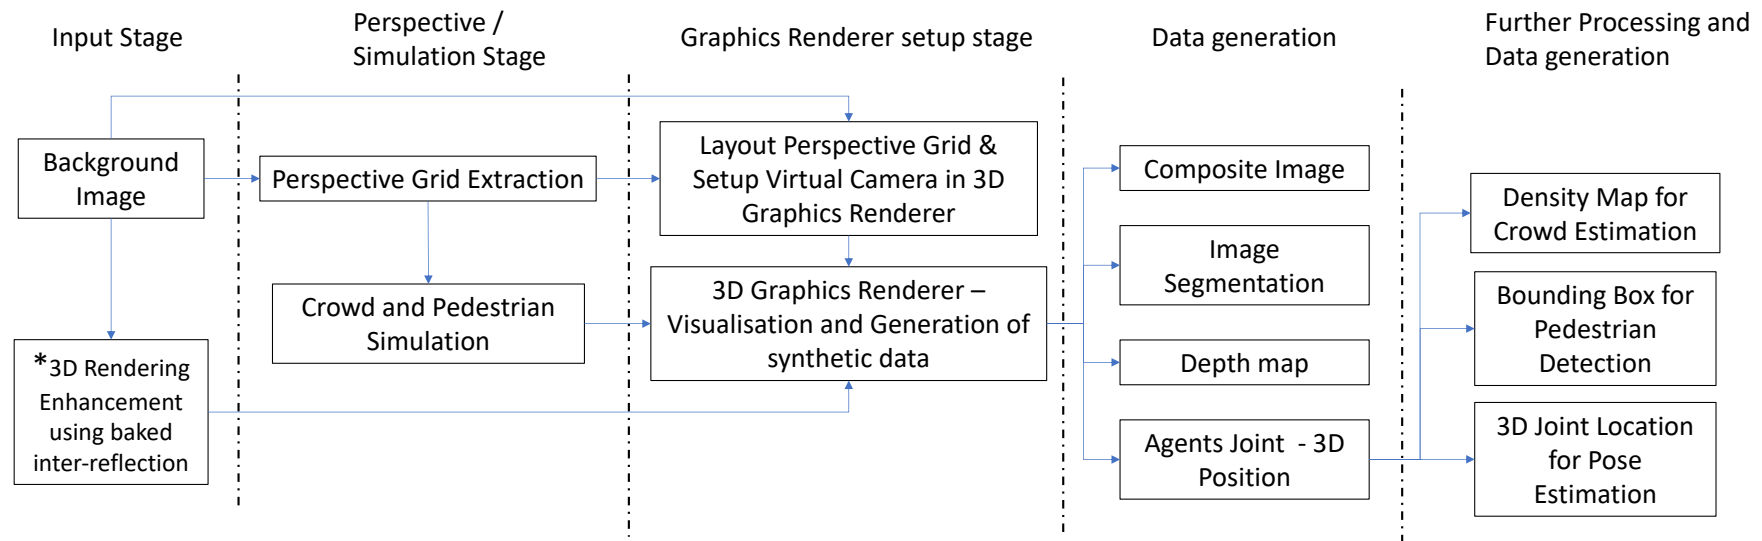 Input Stage
Perspective /
Simulation Stage
Graphics Renderer setup stage
Data generation
Further Processing and
Data generation
Background
Image
*3D Rendering
Enhancement
using baked
inter-reflection
Perspective Grid Extraction
Crowd and Pedestrian
Simulation
Layout Perspective Grid &
Setup Virtual Camera in 3D
Graphics Renderer
3D Graphics Renderer –
Visualisation and Generation of
synthetic data
Composite Image
Image
Segmentation
Depth map
Agents Joint - 3D
Position
Density Map for
Crowd Estimation
Bounding Box for
Pedestrian
Detection
3D Joint Location
for Pose
Estimation